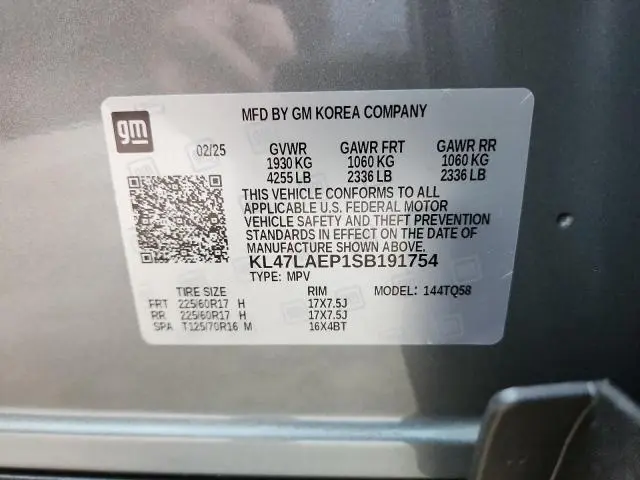 gm
MFD BY GM KOREA COMPANY
02/25 GVWR GAWR FRT GAWR RR
1930 KG 1060 KG 1060 KG
4255 LB 2336 LB 2336 LB
THIS VEHICLE CONFORMS TO ALL
APPLICABLE U.S. FEDERAL MOTOR
VEHICLE SAFETY AND THEFT PREVENTION
STANDARDS IN EFFECT ON THE DATE OF
MANUFACTURE SHOWN ABOVE.
KL47LAEP1SB191754
TYPE: MPV
TIRE SIZE RIM MODEL: 144TQ58
FRT 225/60R17 H 17X7.5J
RR 225/60R17 H 17X7.5J
SPA T125/70R16 M 16X4BT